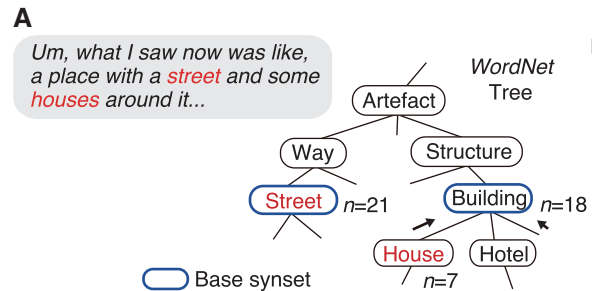 A
Um, what I saw now was like,
a place with a street and some
houses around it...
WordNet
Tree
Artefact
Way
Structure
Street
n=21
Building
n=18
House
Hotel
n=7
Base synset